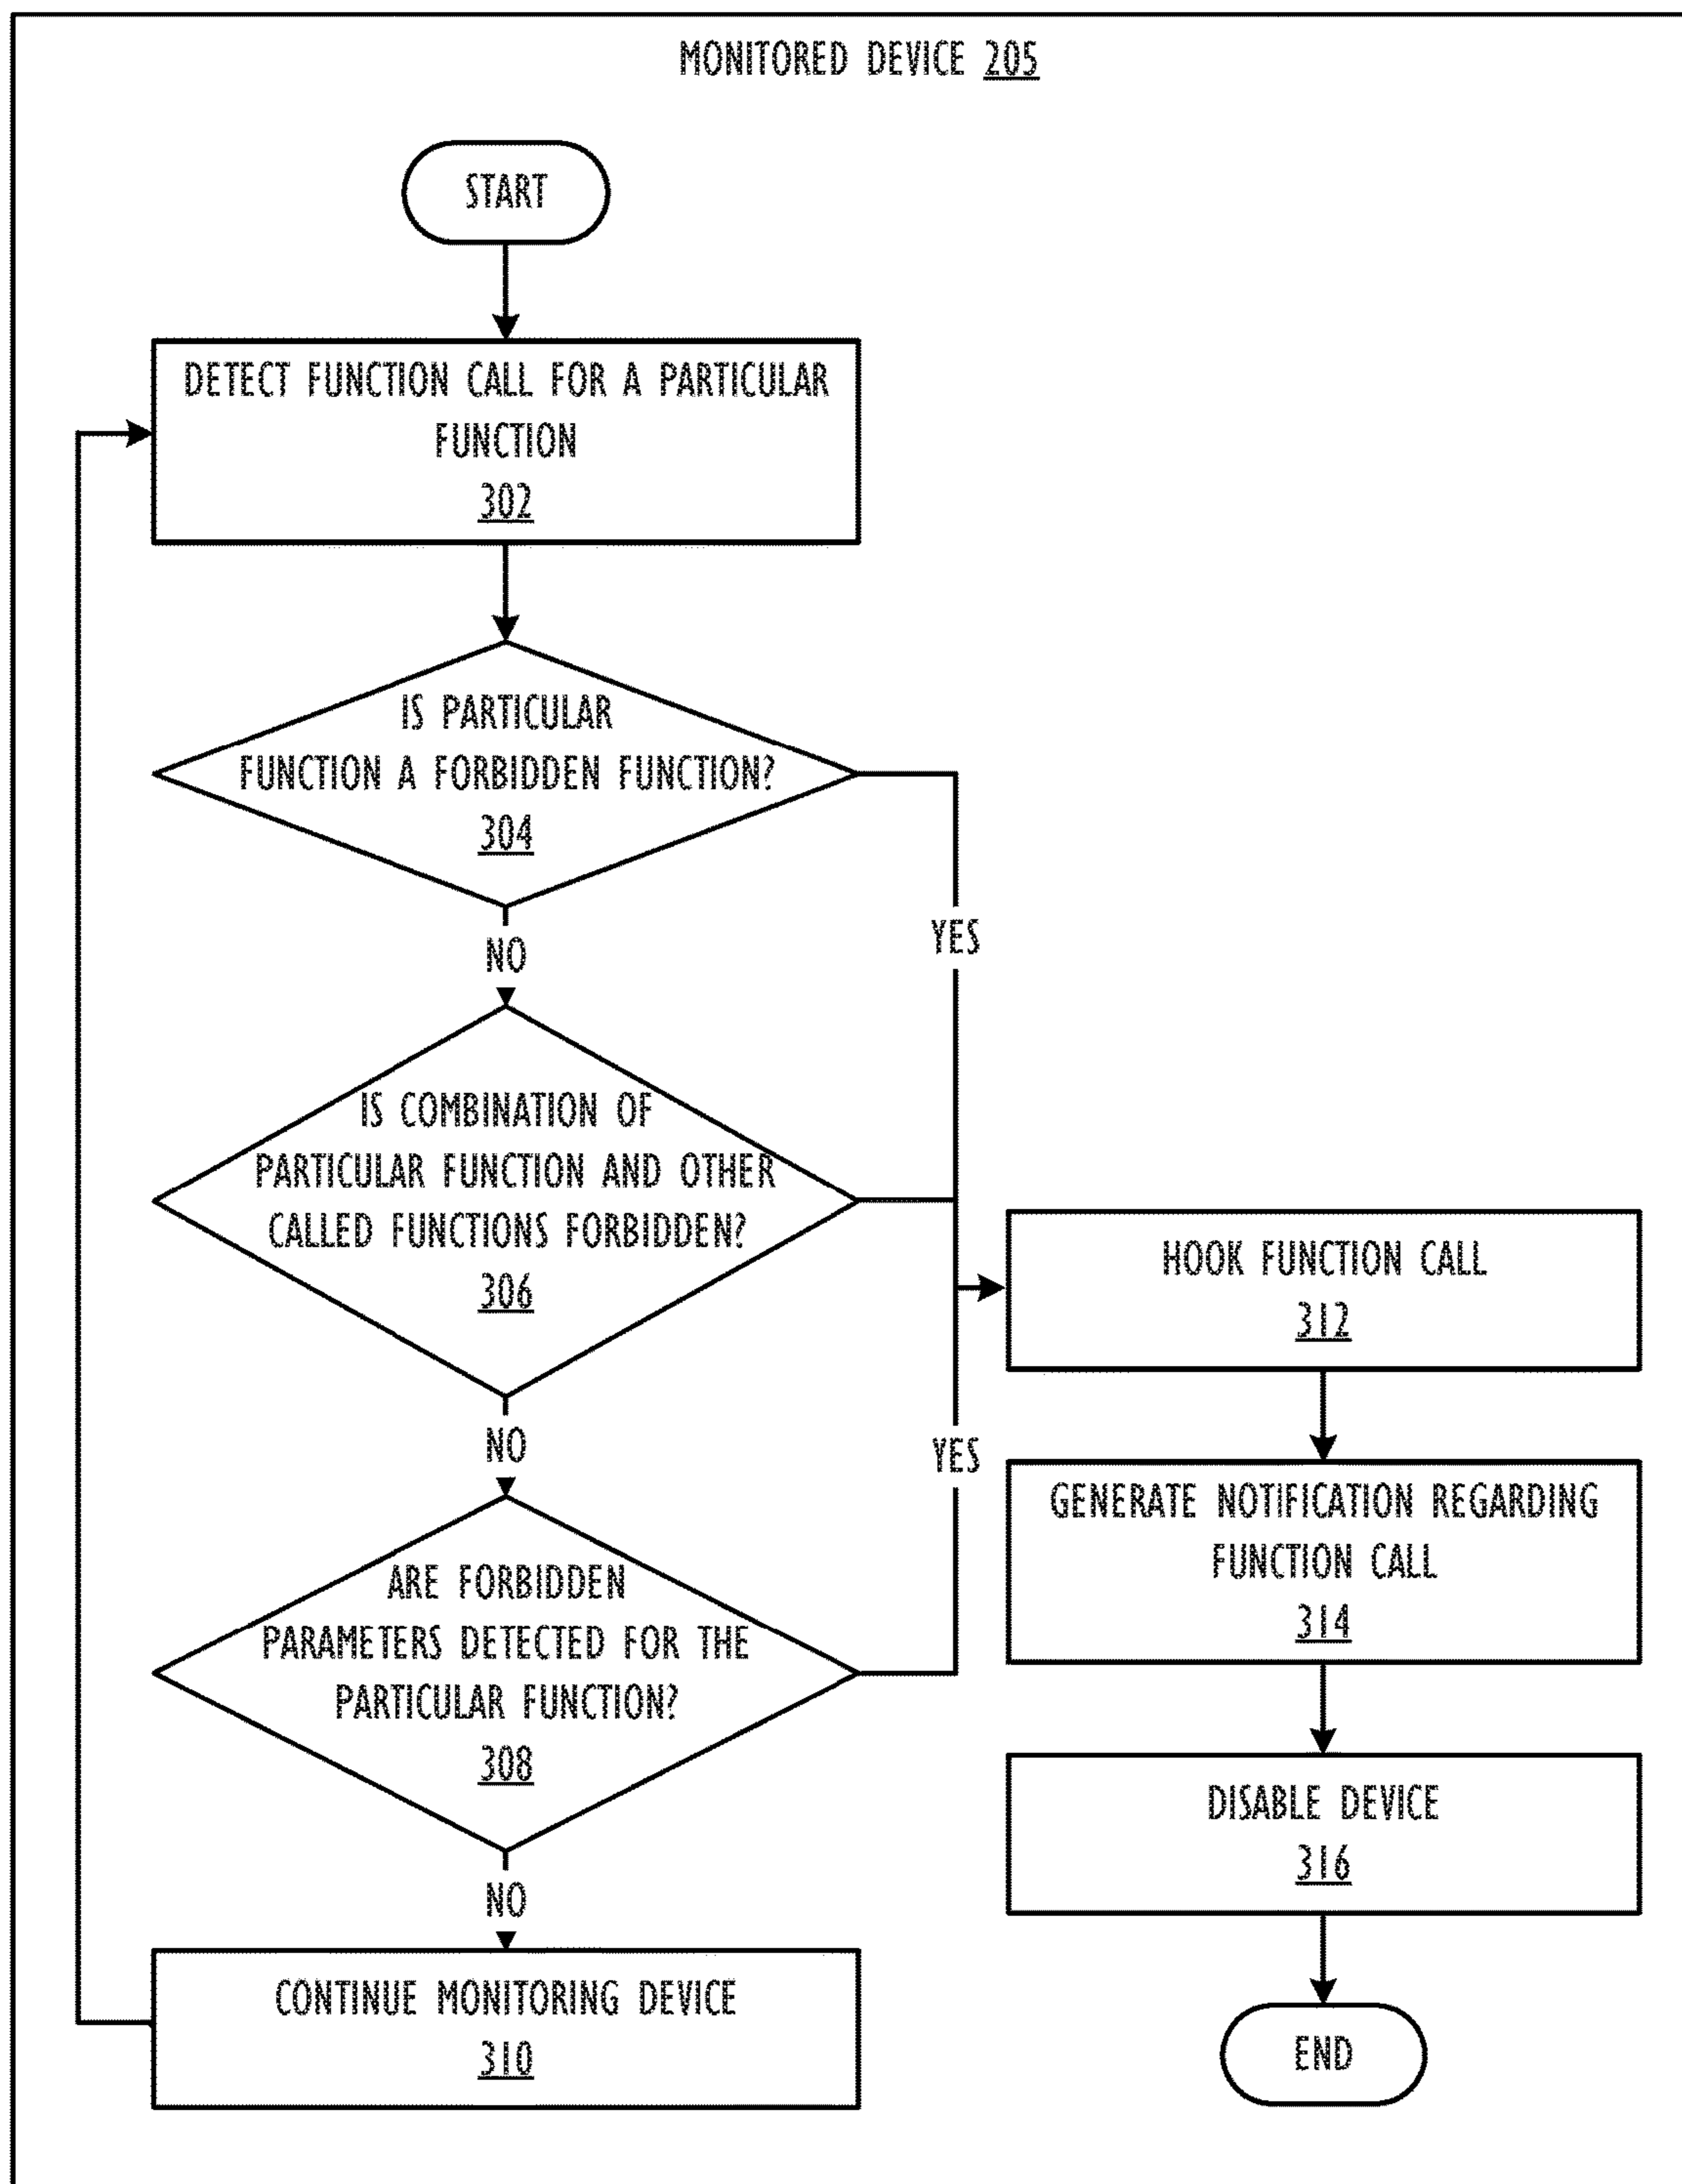 MONITORED DEVICE 205
START
DETECT FUNCTION CALL FOR A PARTICULAR
FUNCTION
302
IS PARTICULAR
FUNCTION A FORBIDDEN FUNCTION?
304
YES
NO
IS COMBINATION OF
PARTICULAR FUNCTION AND OTHER
CALLED FUNCTIONS FORBIDDEN?
306
NO
YES
ARE FORBIDDEN
PARAMETERS DETECTED FOR THE
PARTICULAR FUNCTION?
308
NO
CONTINUE MONITORING DEVICE
310
HOOK FUNCTION CALL
312
GENERATE NOTIFICATION REGARDING
FUNCTION CALL
314
DISABLE DEVICE
316
END